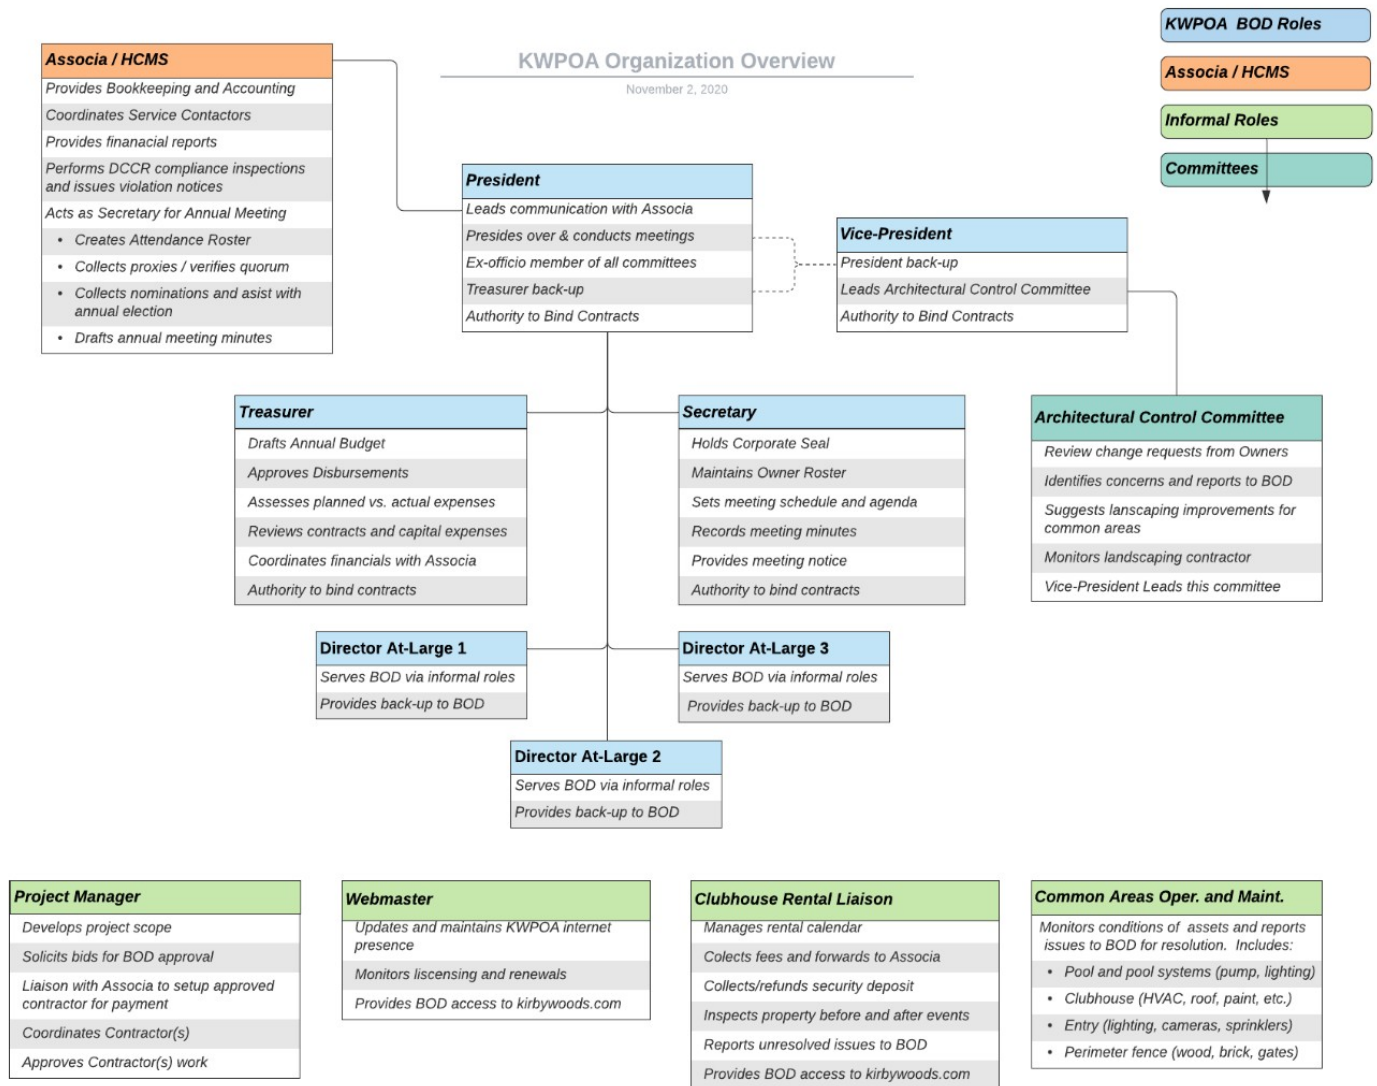 KWPOA Organization Overview
November 2, 2020
KWPOA  BOD Roles
Associa / HCMS
Informal Roles
Committees
Associa / HCMS
Provides Bookkeeping and Accounting
Coordinates Service Contactors
Provides finanacial reports
Performs DCCR compliance inspections
and issues violation notices
Acts as Secretary for Annual Meeting
• Creates Attendance Roster
• Collects proxies / verifies quorum
• Collects nominations and asist with
annual election
• Drafts annual meeting minutes
President
Leads communication with Associa
Presides over & conducts meetings
Ex-officio member of all committees
Treasurer back-up
Authority to Bind Contracts
Vice-President
President back-up
Leads Architectural Control Committee
Authority to Bind Contracts
Treasurer
Drafts Annual Budget
Approves Disbursements
Assesses planned vs. actual expenses
Reviews contracts and capital expenses
Coordinates financials with Associa
Authority to bind contracts
Secretary
Holds Corporate Seal
Maintains Owner Roster
Sets meeting schedule and agenda
Records meeting minutes
Provides meeting notice
Authority to bind contracts
Architectural Control Committee
Review change requests from Owners
Identifies concerns and reports to BOD
Suggests lanscaping improvements for
common areas
Monitors landscaping contractor
Vice-President Leads this committee
Director At-Large 1
Serves BOD via informal roles
Provides back-up to BOD
Director At-Large 3
Serves BOD via informal roles
Provides back-up to BOD
Director At-Large 2
Serves BOD via informal roles
Provides back-up to BOD
Project Manager
Develops project scope
Solicits bids for BOD approval
Liaison with Associa to setup approved
contractor for payment
Coordinates Contractor(s)
Approves Contractor(s) work
Webmaster
Updates and maintains KWPOA internet
presence
Monitors liscensing and renewals
Provides BOD access to kirbywoods.com
Clubhouse Rental Liaison
Manages rental calendar
Colects fees and forwards to Associa
Collects/refunds security deposit
Inspects property before and after events
Reports unresolved issues to BOD
Provides BOD access to kirbywoods.com
Common Areas Oper. and Maint.
Monitors conditions of  assets and reports
issues to BOD for resolution.  Includes:
• Pool and pool systems (pump, lighting)
• Clubhouse (HVAC, roof, paint, etc.)
• Entry (lighting, cameras, sprinklers)
• Perimeter fence (wood, brick, gates)